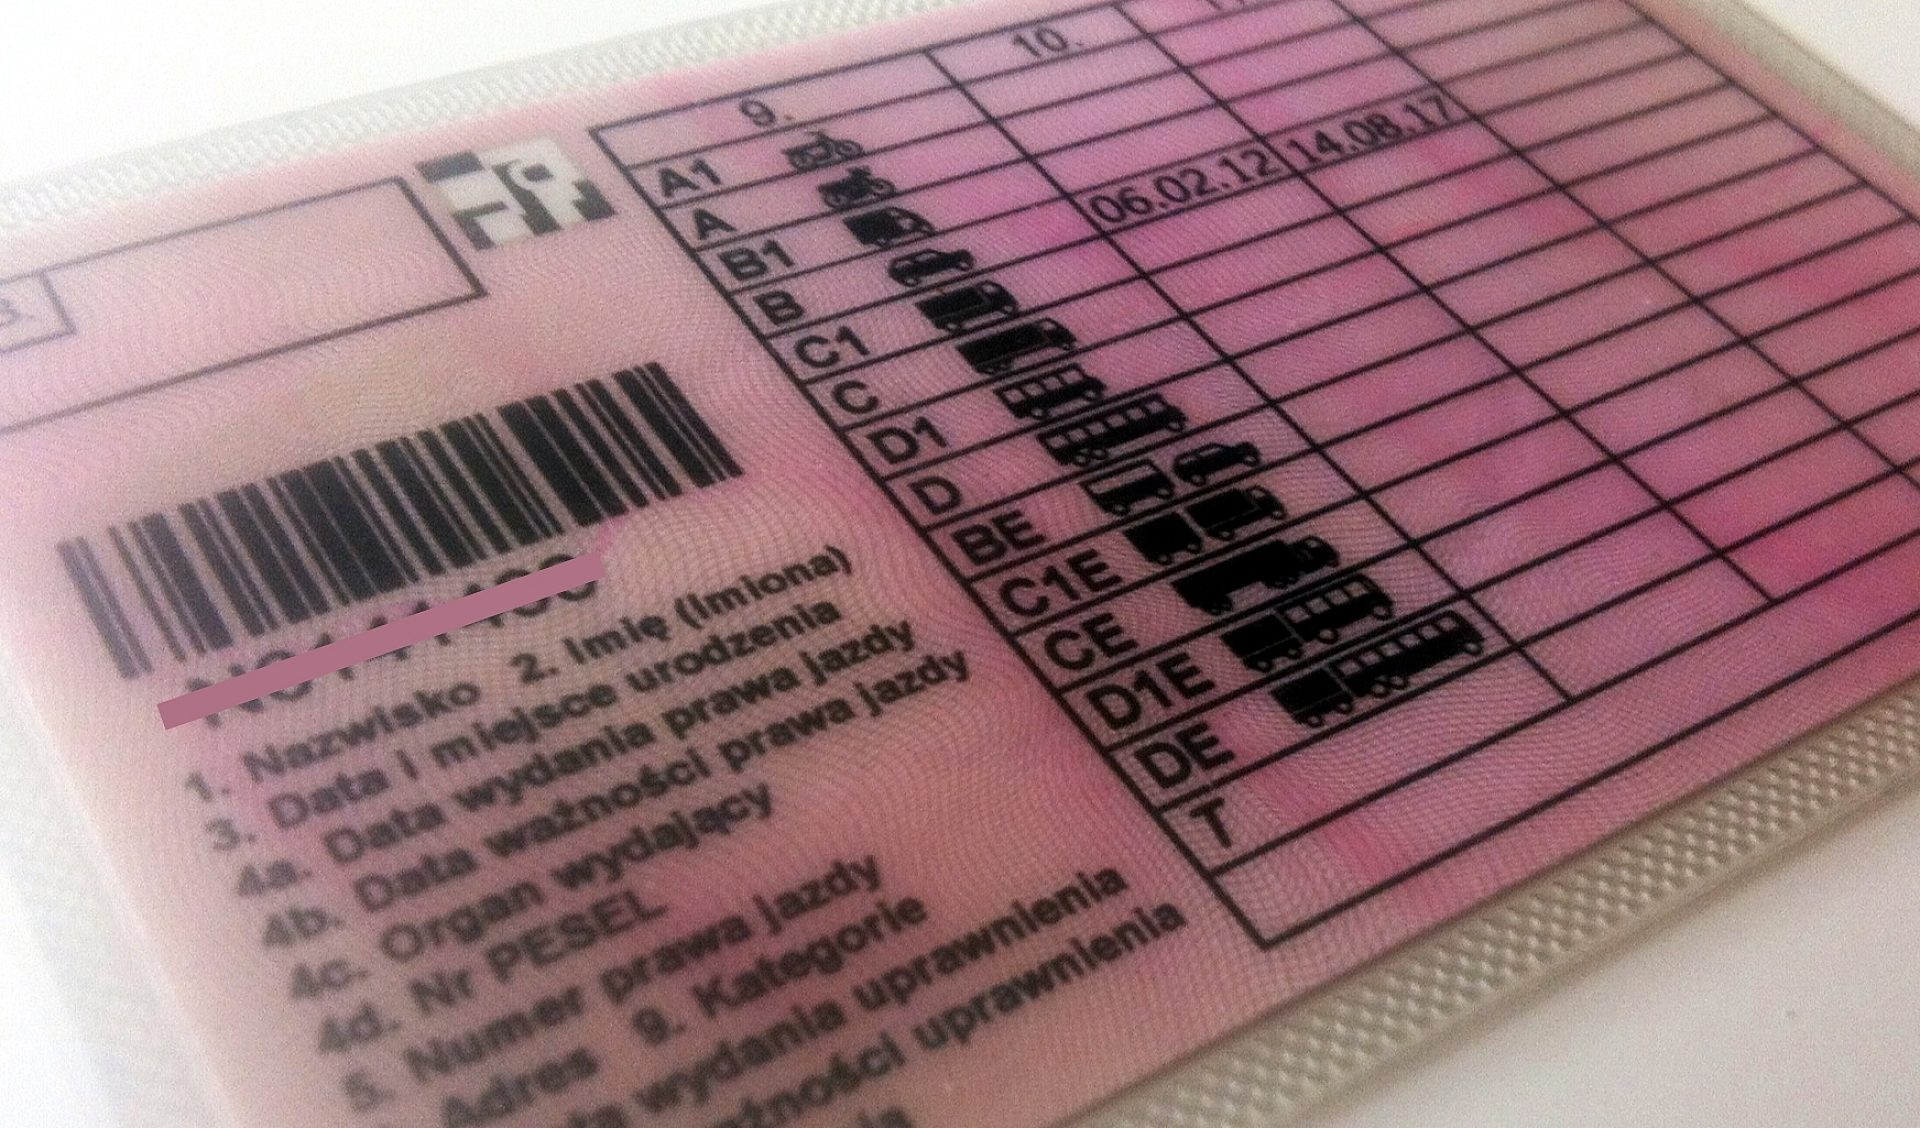 9. 10.
A1
A
B1
B 06.02.12 14.08.17
C1
C
D1
D
BE
C1E
CE
D1E
DE
T
1. Nazwisko 2. Imię (Imiona)
3. Data i miejsce urodzenia
4a. Data wydania prawa jazdy
4b. Data ważności prawa jazdy
4c. Organ wydający
4d. Nr PESEL
5. Numer prawa jazdy
Adres 9. Kategorie
wydania uprawnienia
ważności uprawnienia